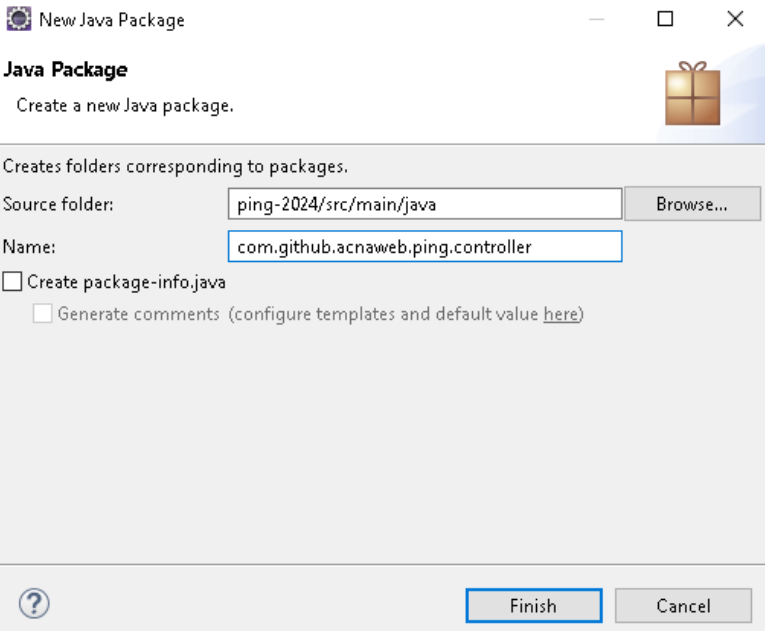 New Java Package
Java Package
Create a new Java package.
Creates folders corresponding to packages.
Source folder: ping-2024/src/main/java Browse...
Name: com.github.acnaweb.ping.controller
Create package-info.java
Generate comments (configure templates and default value here)
? Finish Cancel